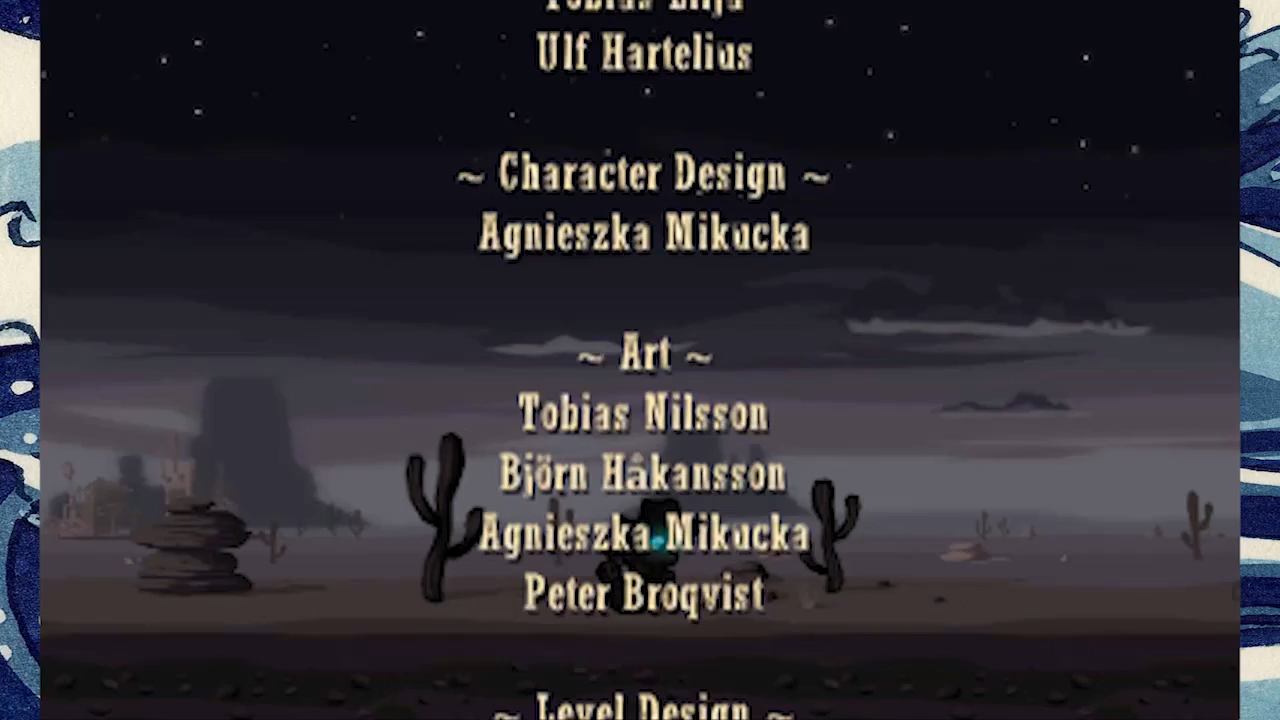 Ulf Hartelius
~ Character Design ~
Agnieszka Mikucka
~ Art ~
Tobias Nilsson
Björn Håkansson
Agnieszka Mikucka
Peter Broqvist
~ Level Design ~